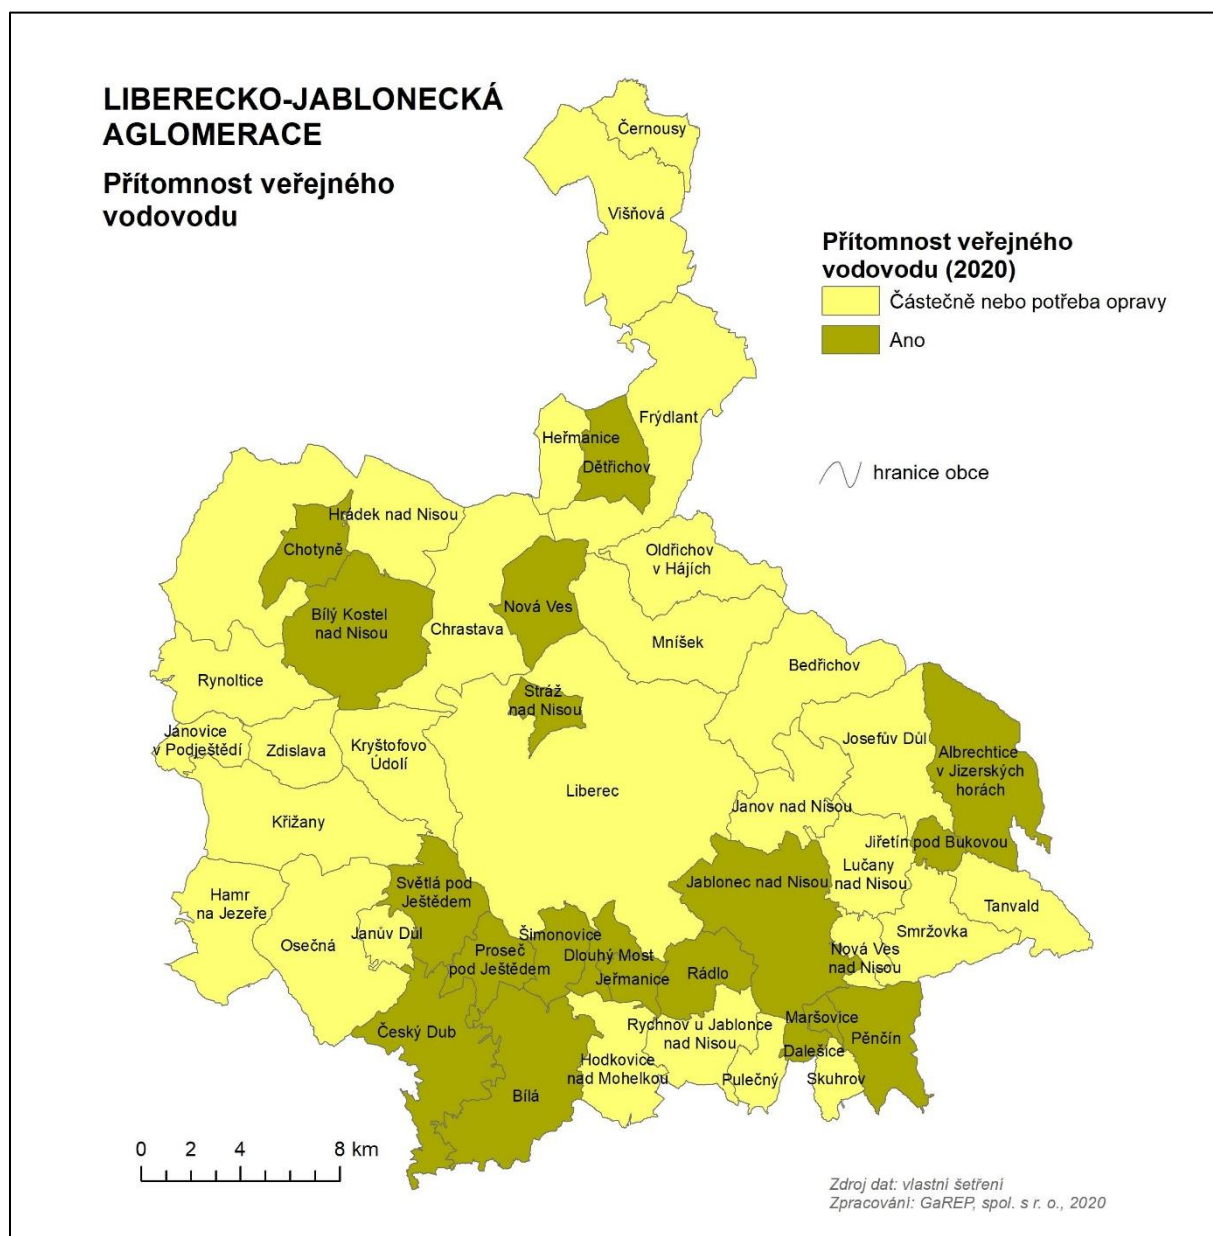 LIBERECKO-JABLONECKÁ
AGLOMERACE
Přítomnost veřejného
vodovodu
Přítomnost veřejného
vodovodu (2020)
Částečně nebo potřeba opravy
Ano
hranice obce
Černousy
Višňová
Frýdlant
Heřmanice
Dětřichov
Hrádek nad Nisou
Chotyně
Oldřichov
v Hájích
Bílý Kostel
nad Nisou
Nová Ves
Chrastava
Mníšek
Bedřichov
Rynoltice
Stráž
nad Nisou
Janovice
v Podještědí
Zdislava
Kryštofovo
Údolí
Josefův Důl
Albrechtice
v Jizerských
horách
Liberec
Janov nad Nisou
Křižany
Jiřetín pod Bukovou
Lučany
nad Nisou
Jablonec nad Nisou
Světlá pod
Ještědem
Hamr
na Jezeře
Tanvald
Smržovka
Janův Důl
Osečná
Šimonovice
Proseč
pod Ještědem
Dlouhý Most
Jeřmanice
Rádlo
Nová Ves
nad Nisou
Český Dub
Rychnov u Jablonce
nad Nisou
Maršovice
Pěnčín
Dalešice
Hodkovice
nad Mohelkou
Pulečný
Skuhrov
Bílá
0 2 4 8 km
Zdroj dat: vlastní šetření
Zpracování: GaREP, spol. s r. o., 2020